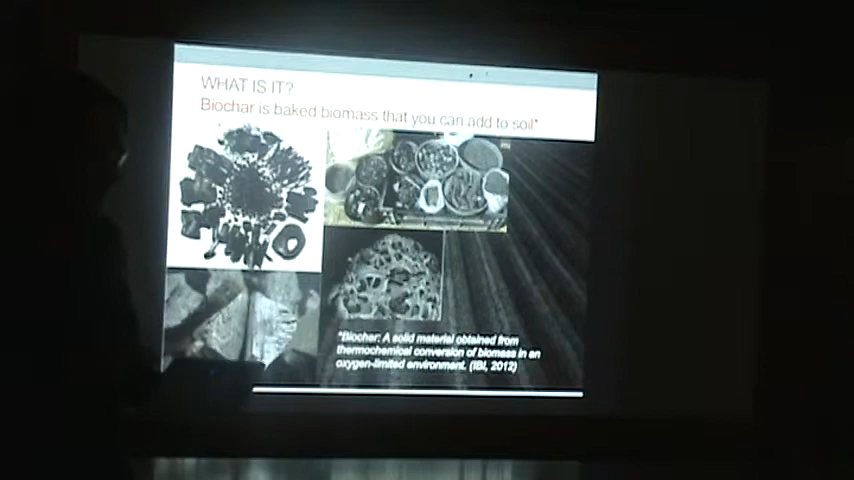 WHAT IS IT?
Biochar is baked biomass that you can add to soil*
*Biochar: A solid material obtained from
thermochemical conversion of biomass in an
oxygen-limited environment. (IBI, 2012)